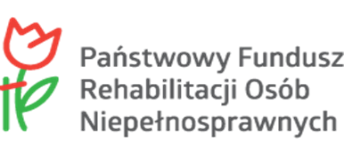 Państwowy Fundusz
Rehabilitacji Osób
Niepełnosprawnych